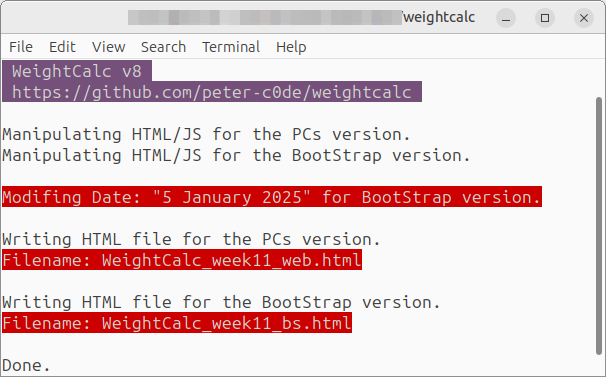 /weightcalc
File Edit View Search Terminal Help
WeightCalc v8
https://github.com/peter-c0de/weightcalc
Manipulating HTML/JS for the PCs version.
Manipulating HTML/JS for the BootStrap version.
Modifing Date: "5 January 2025" for BootStrap version.
Writing HTML file for the PCs version.
Filename: WeightCalc_week11_web.html
Writing HTML file for the BootStrap version.
Filename: WeightCalc_week11_bs.html
Done.